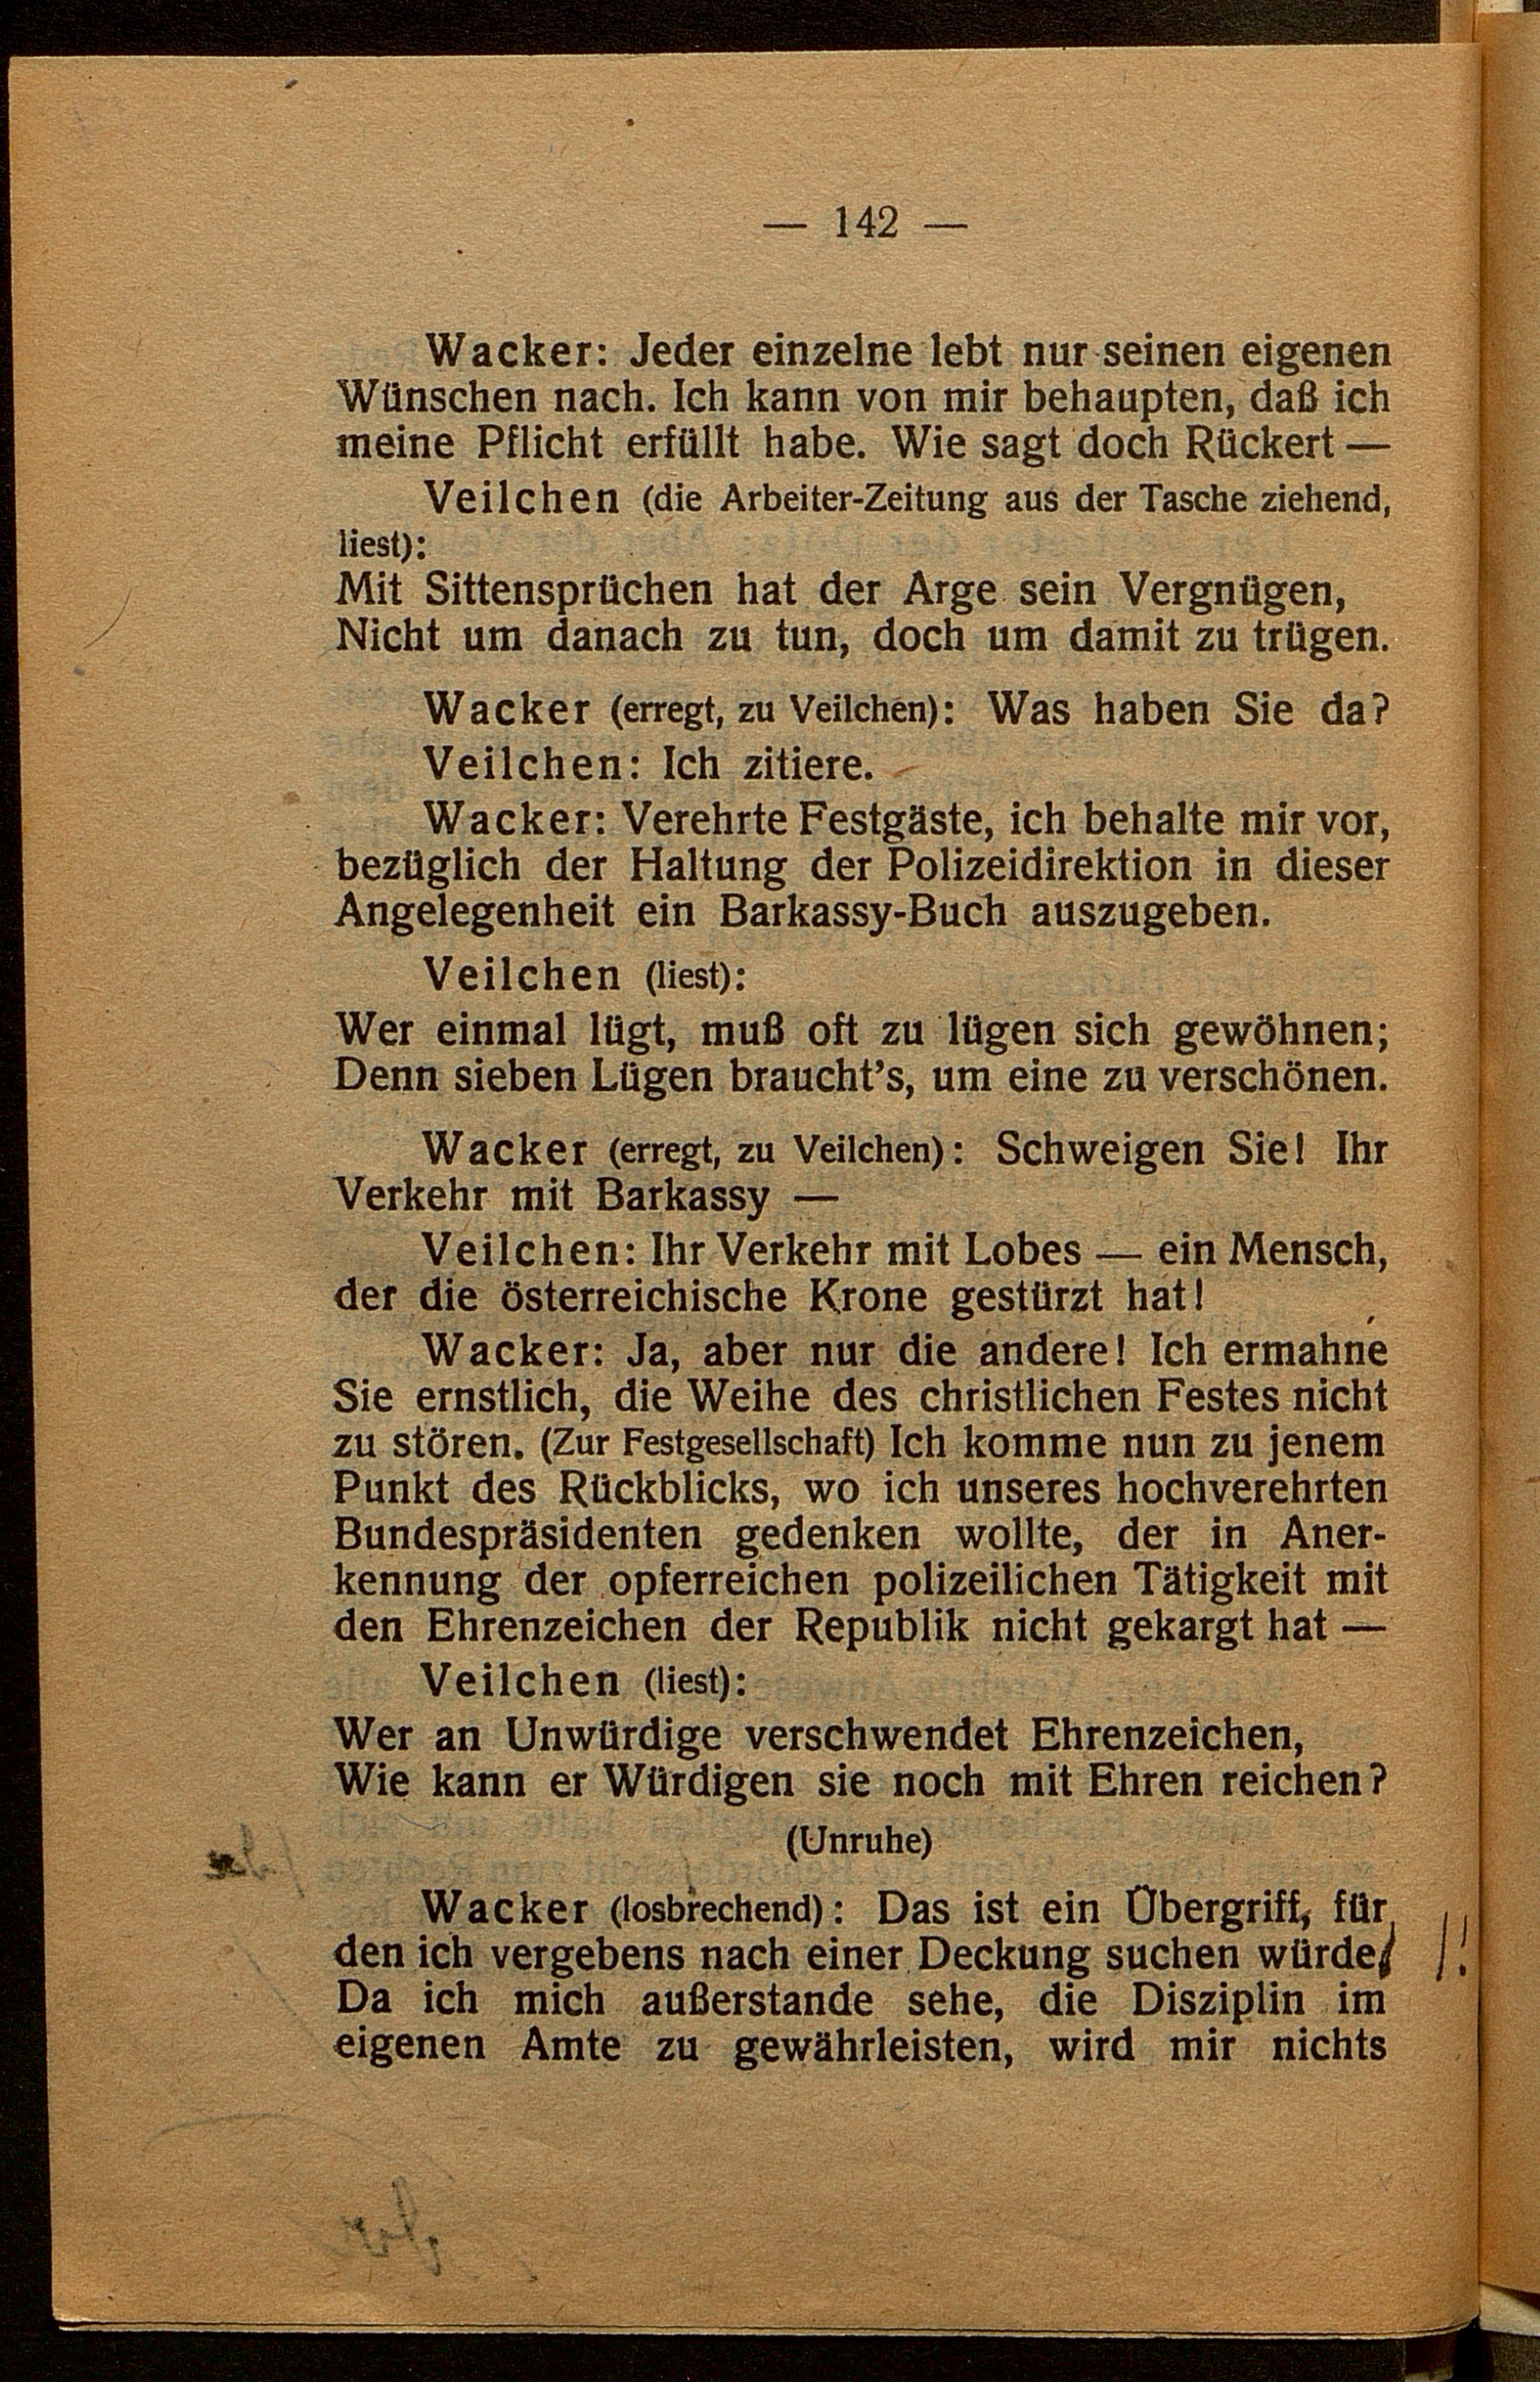 — 142 —
Wacker: Jeder einzelne lebt nur seinen eigenen
Wünschen nach. Ich kann von mir behaupten, daß ich
meine Pflicht erfüllt habe. Wie sagt doch Rückert —
Veilchen (die Arbeiter-Zeitung aus der Tasche ziehend,
liest):
Mit Sittensprüchen hat der Arge sein Vergnügen,
Nicht um danach zu tun, doch um damit zu trügen.
Wacker (erregt, zu Veilchen): Was haben Sie da?
Veilchen: Ich zitiere.
Wacker: Verehrte Festgäste, ich behalte mir vor,
bezüglich der Haltung der Polizeidirektion in dieser
Angelegenheit ein Barkassy-Buch auszugeben.
Veilchen (liest):
Wer einmal lügt, muß oft zu lügen sich gewöhnen;
Denn sieben Lügen braucht's, um eine zu verschönen.
Wacker (erregt, zu Veilchen): Schweigen Sie! Ihr
Verkehr mit Barkassy —
Veilchen: Ihr Verkehr mit Lobes — ein Mensch,
der die österreichische Krone gestürzt hat!
Wacker: Ja, aber nur die andere! Ich ermahne
Sie ernstlich, die Weihe des christlichen Festes nicht
zu stören. (Zur Festgesellschaft) Ich komme nun zu jenem
Punkt des Rückblicks, wo ich unseres hochverehrten
Bundespräsidenten gedenken wollte, der in Aner-
kennung der opferreichen polizeilichen Tätigkeit mit
den Ehrenzeichen der Republik nicht gekargt hat —
Veilchen (liest):
Wer an Unwürdige verschwendet Ehrenzeichen,
Wie kann er Würdigen sie noch mit Ehren reichen?
(Unruhe)
Wacker (losbrechend): Das ist ein Übergriff, für
den ich vergebens nach einer Deckung suchen würde !
Da ich mich außerstande sehe, die Disziplin im
eigenen Amte zu gewährleisten, wird mir nichts